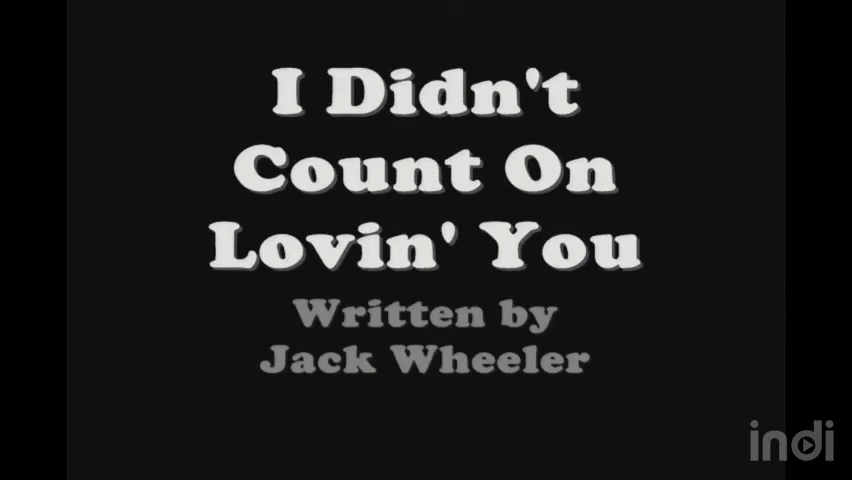 I Didn't
Count On
Lovin' You
Written by
Jack Wheeler
indi